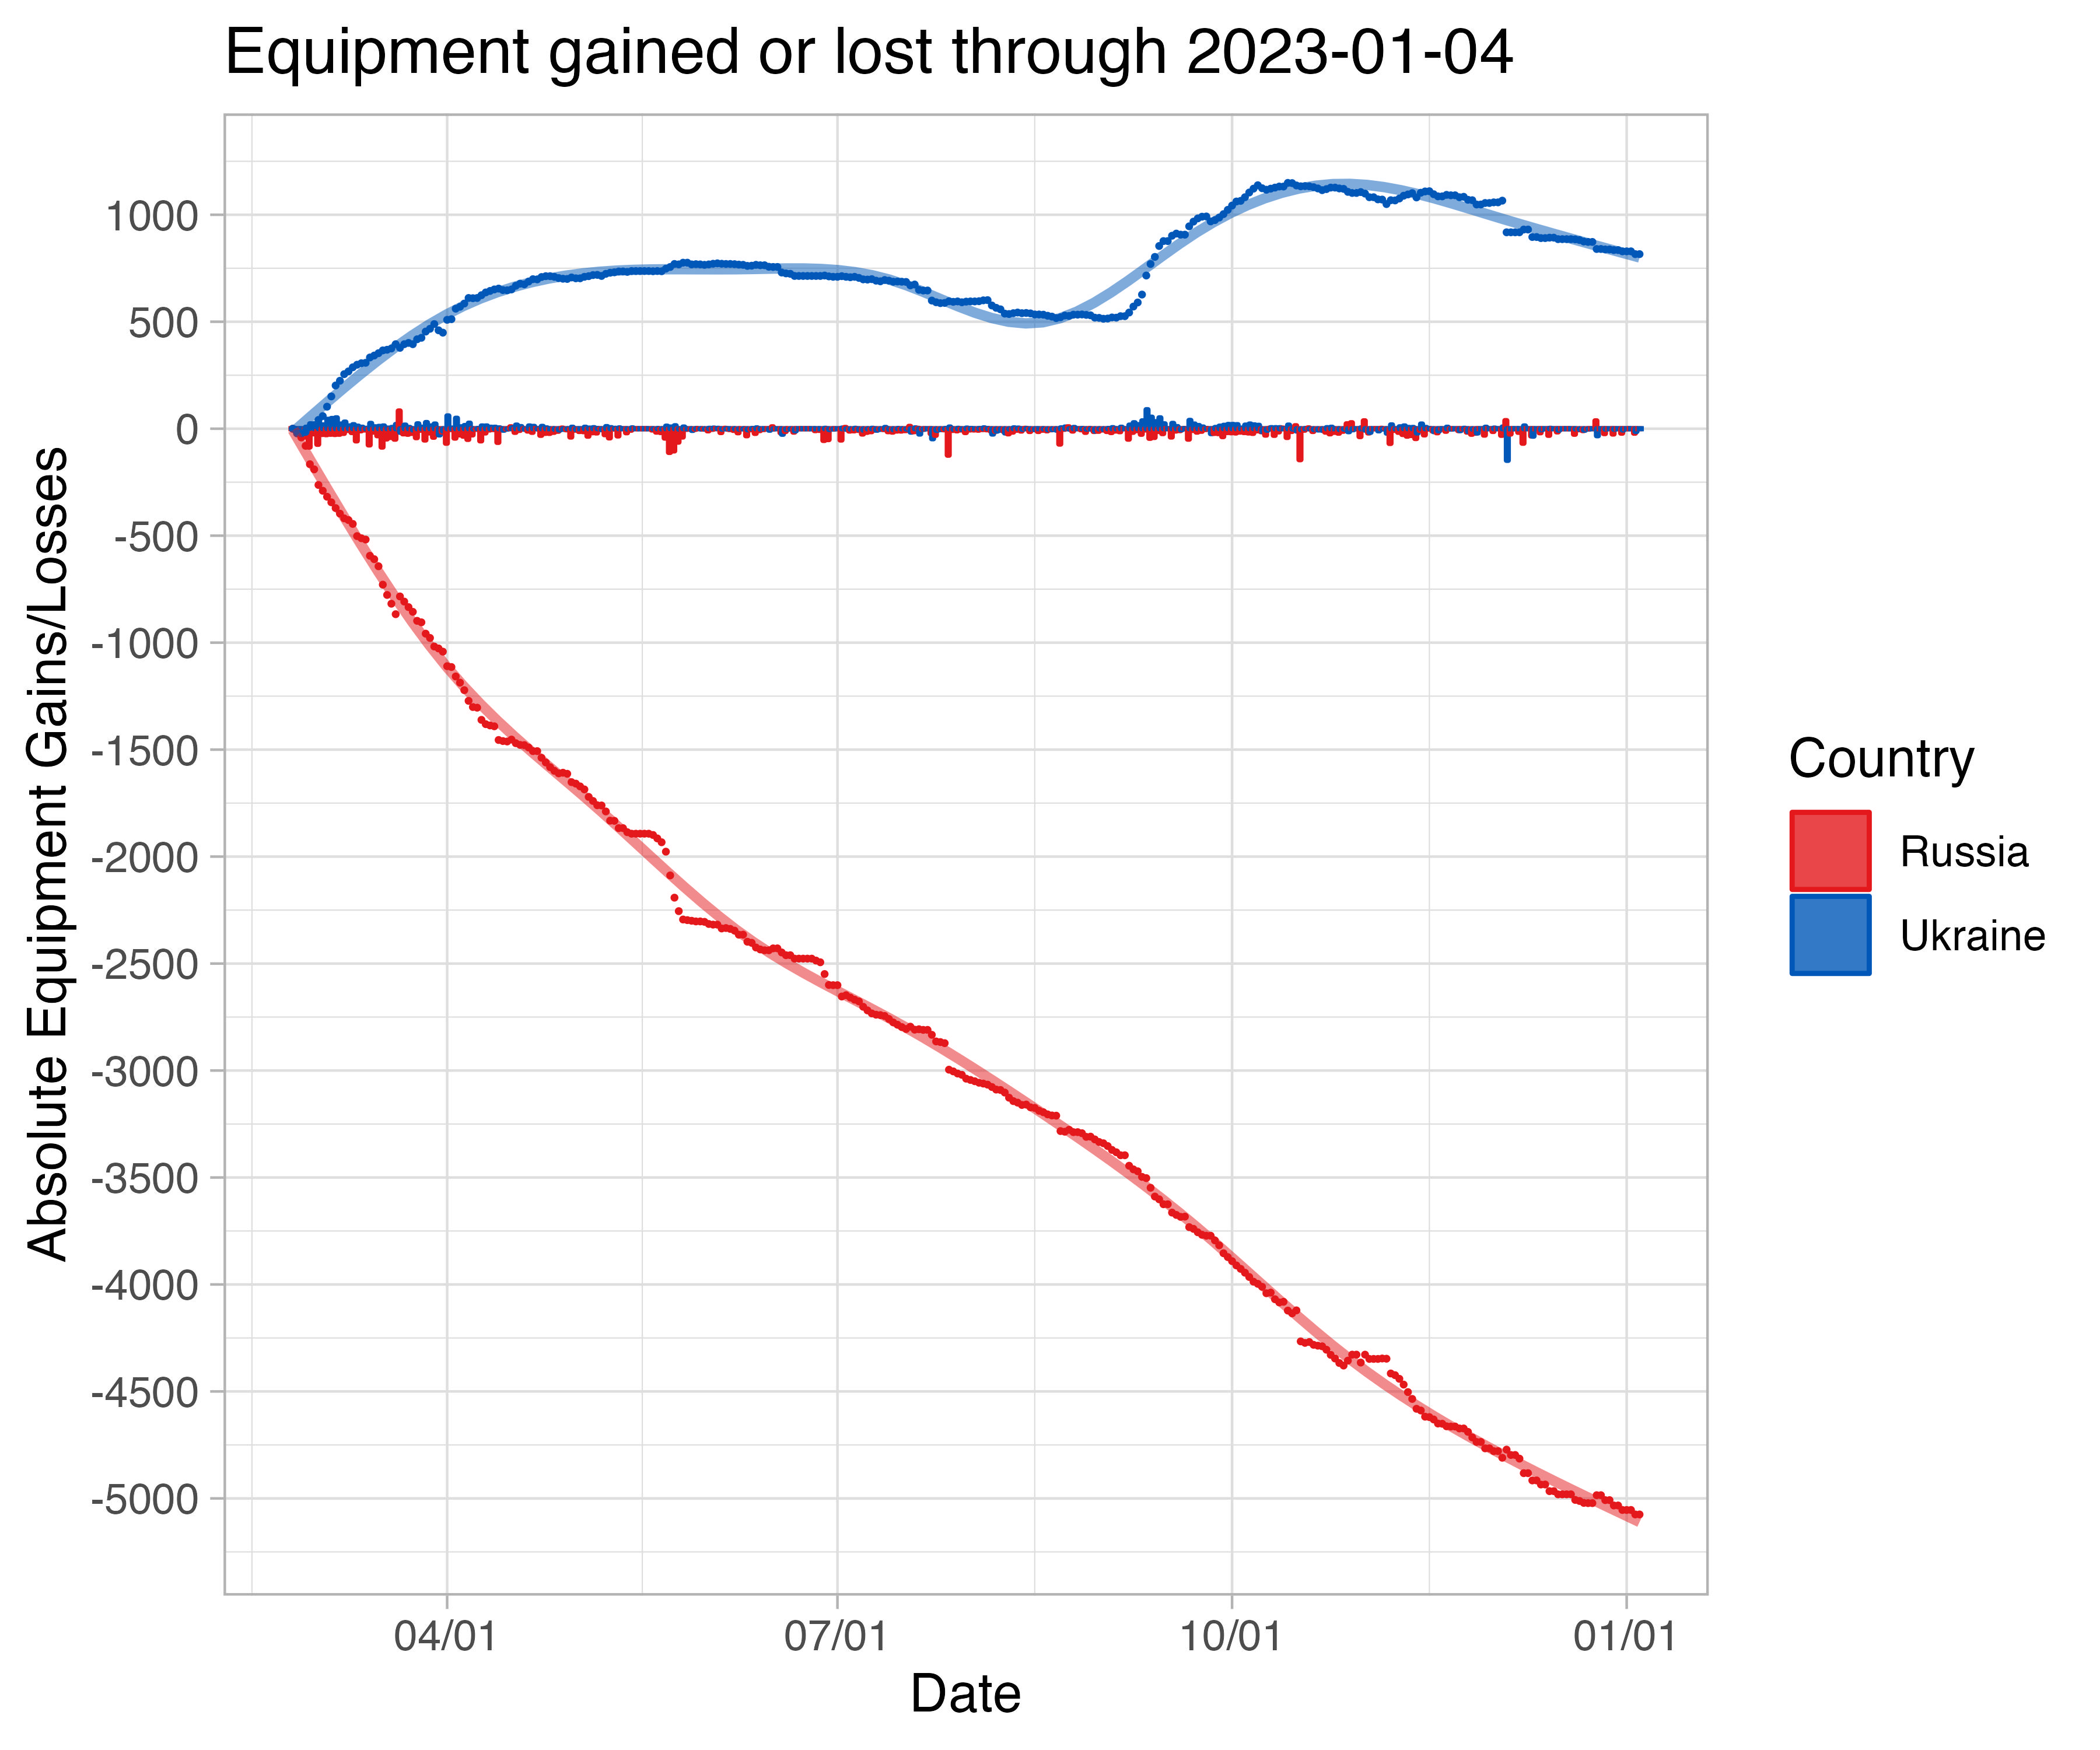 Equipment gained or lost through 2023-01-04
Absolute Equipment Gains/Losses
1000
500
0
-500
-1000
-1500
-2000
-2500
-3000
-3500
-4000
-4500
-5000
04/01
07/01
10/01
01/01
Date
Country
Russia
Ukraine